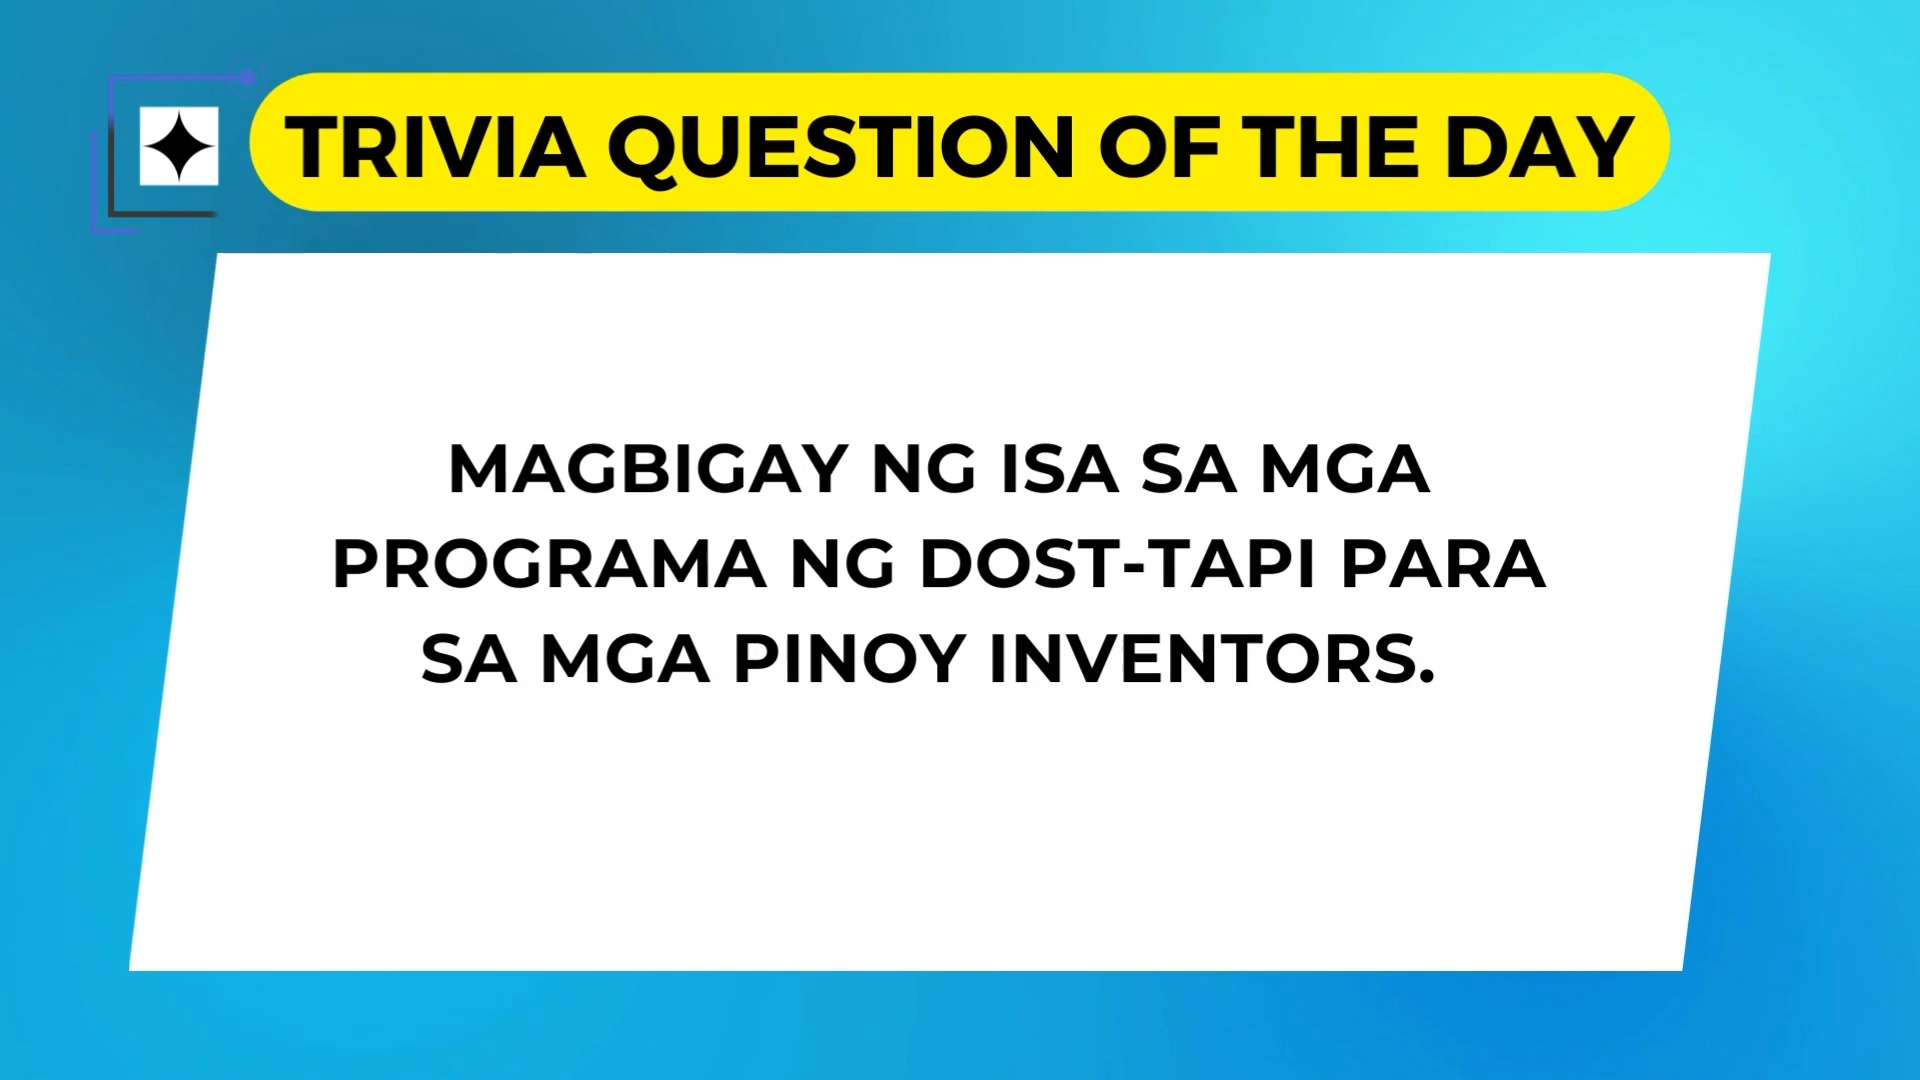 TRIVIA QUESTION OF THE DAY
MAGBIGAY NG ISA SA MGA
PROGRAMA NG DOST-TAPI PARA
SA MGA PINOY INVENTORS.